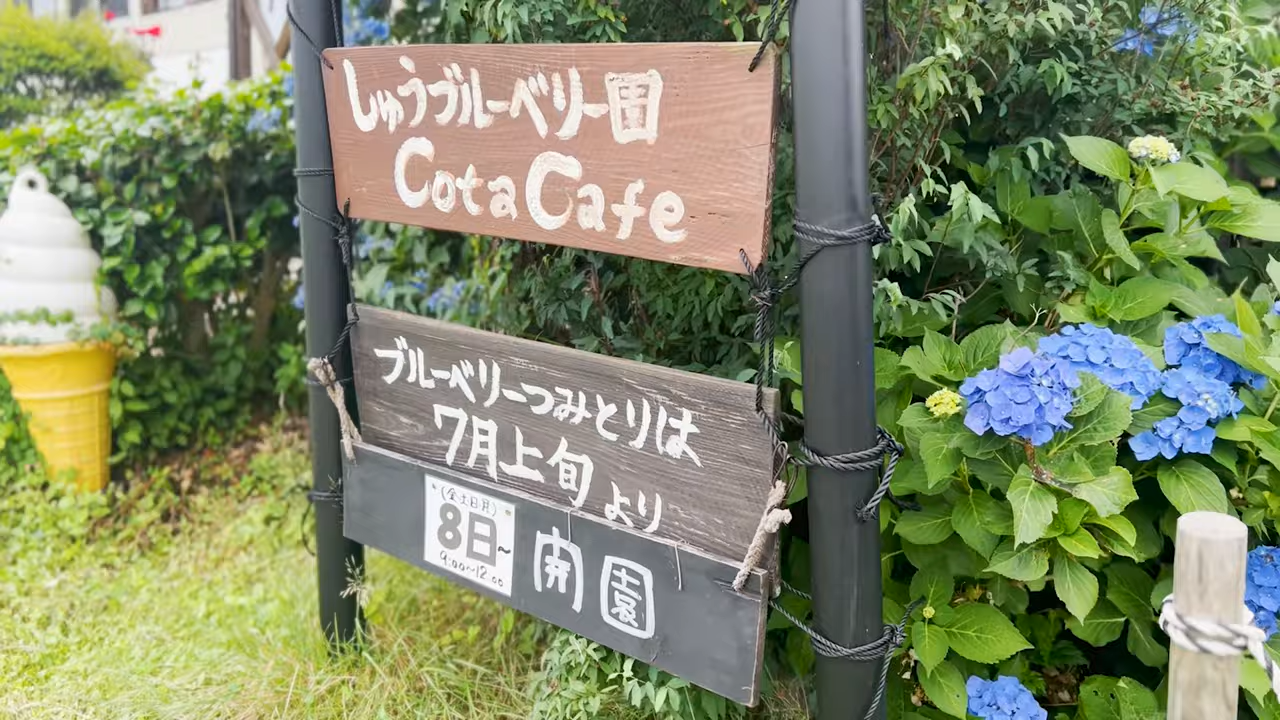 しゅうブルーベリー園
Cota Cafe
ブルーベリーつみとりは
7月上旬より
(金土日月)
8日~
9:00~12:00
開園